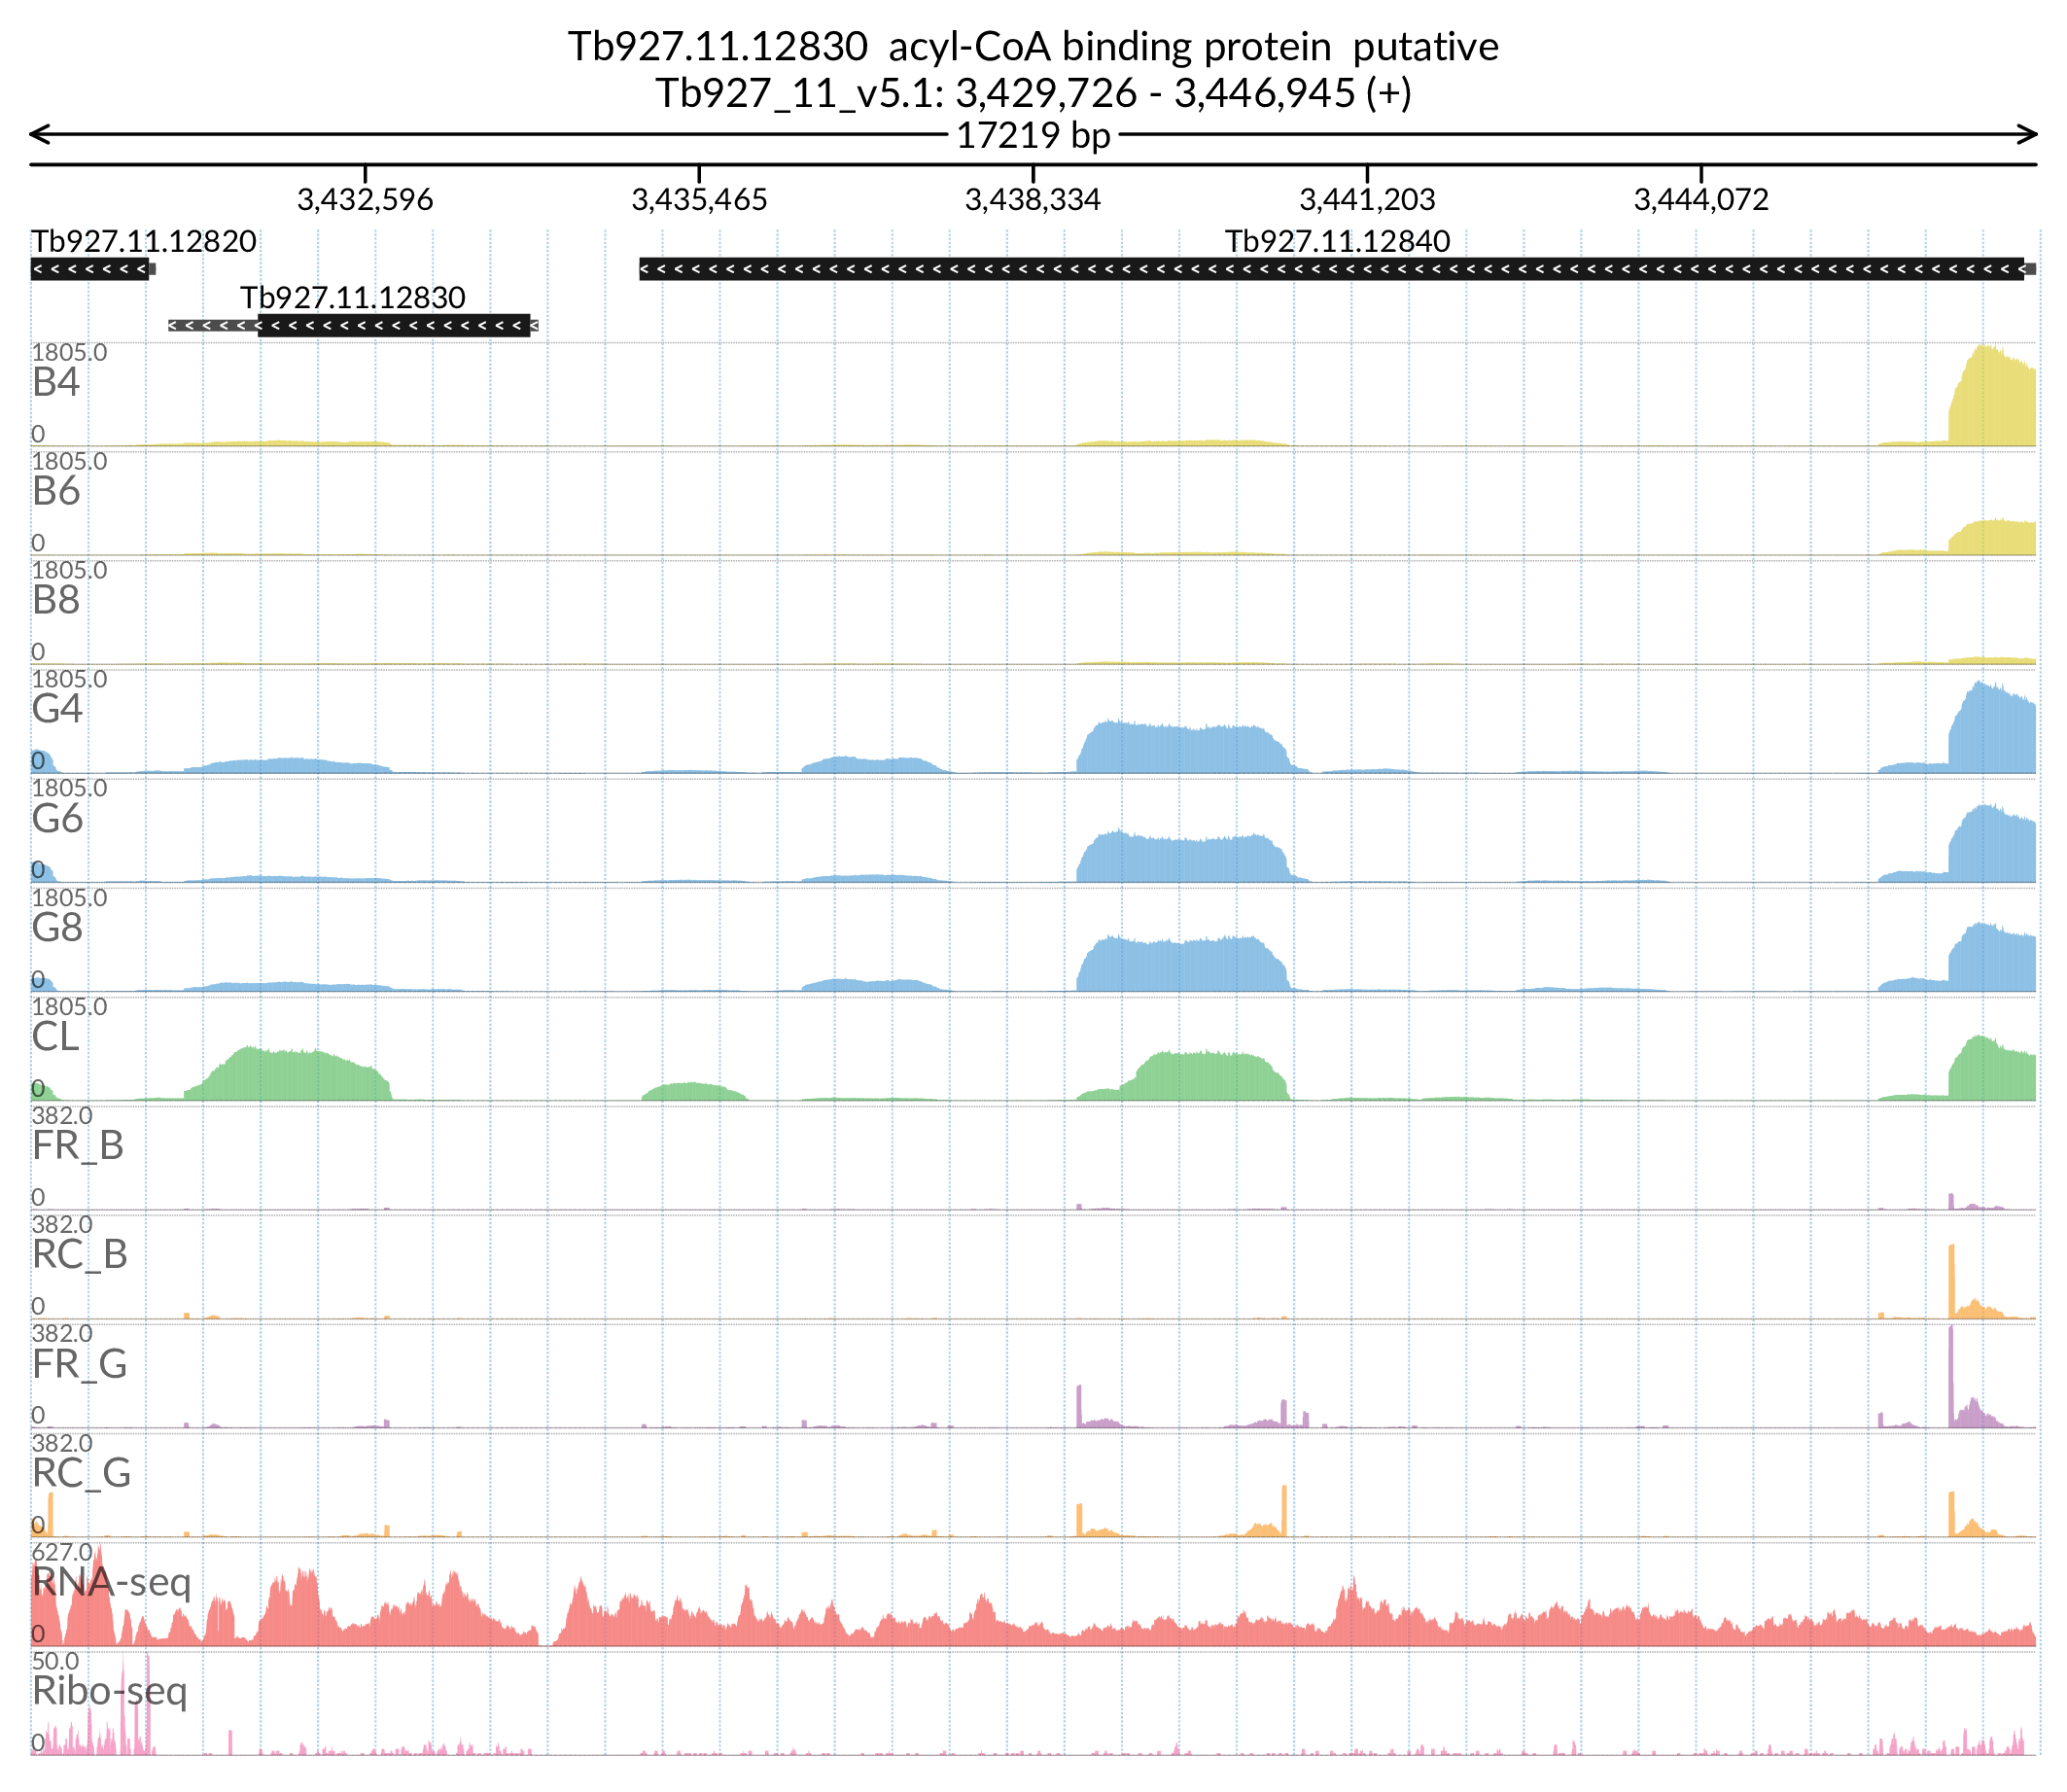 Tb927.11.12830 acyl-CoA binding protein putative
Tb927_11_v5.1: 3,429,726 - 3,446,945 (+)
17219 bp
3,432,596 3,435,465 3,438,334 3,441,203 3,444,072
Tb927.11.12820 Tb927.11.12840
Tb927.11.12830
1805.0
B4
0
1805.0
B6
0
1805.0
B8
0
1805.0
G4
0
1805.0
G6
0
1805.0
G8
0
1805.0
CL
0
382.0
FR_B
0
382.0
RC_B
0
382.0
FR_G
0
382.0
RC_G
0
627.0
RNA-seq
0
50.0
Ribo-seq
0